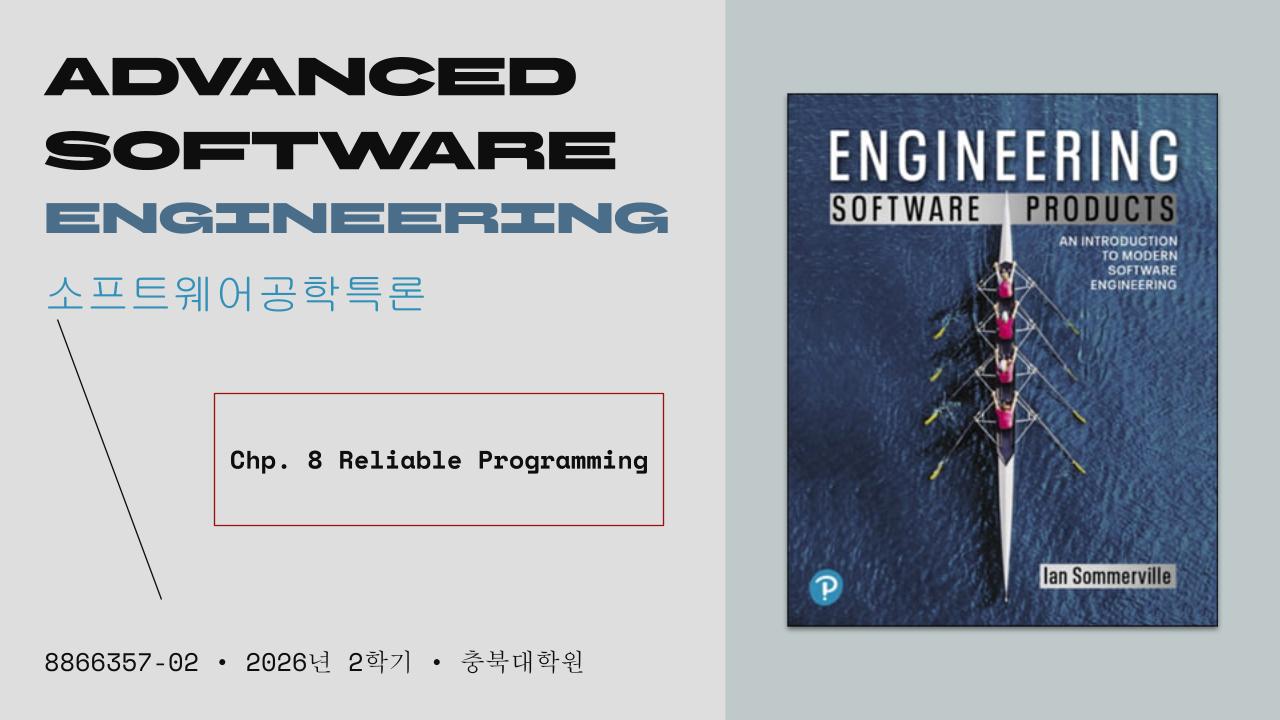 ADVANCED
SOFTWARE
ENGINEERING
소프트웨어공학특론
Chp. 8 Reliable Programming
8866357-02 • 2026년 2학기 • 충북대학원
ENGINEERING
SOFTWARE PRODUCTS
AN INTRODUCTION
TO MODERN
SOFTWARE
ENGINEERING
Ian Sommerville
P